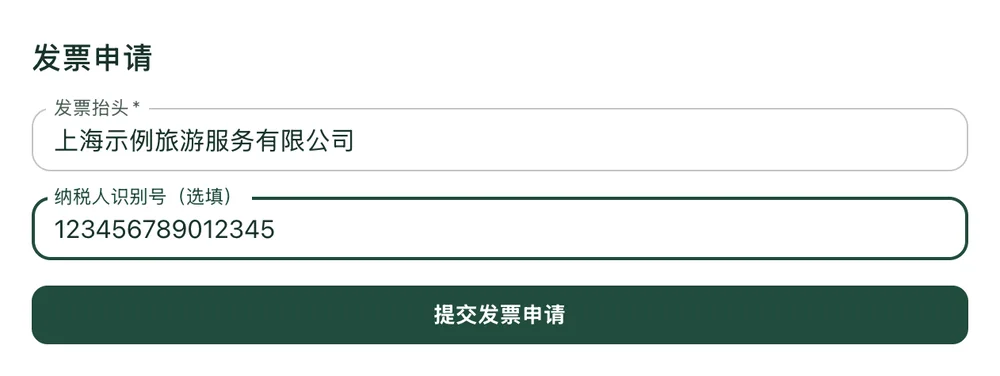 发票申请
发票抬头 *
上海示例旅游服务有限公司
纳税人识别号（选填）
123456789012345
提交发票申请